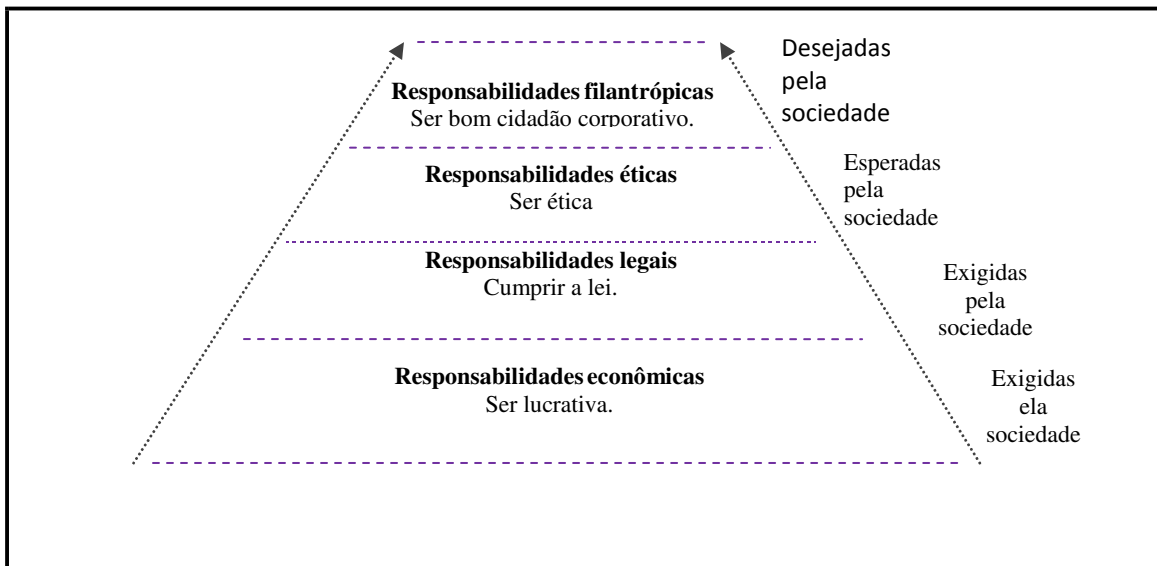 Desejadas
pela
sociedade
Responsabilidades filantrópicas
Ser bom cidadão corporativo.
Esperadas
pela
sociedade
Responsabilidades éticas
Ser ética
Responsabilidades legais
Cumprir a lei.
Exigidas
pela
sociedade
Responsabilidades econômicas
Ser lucrativa.
Exigidas
ela
sociedade